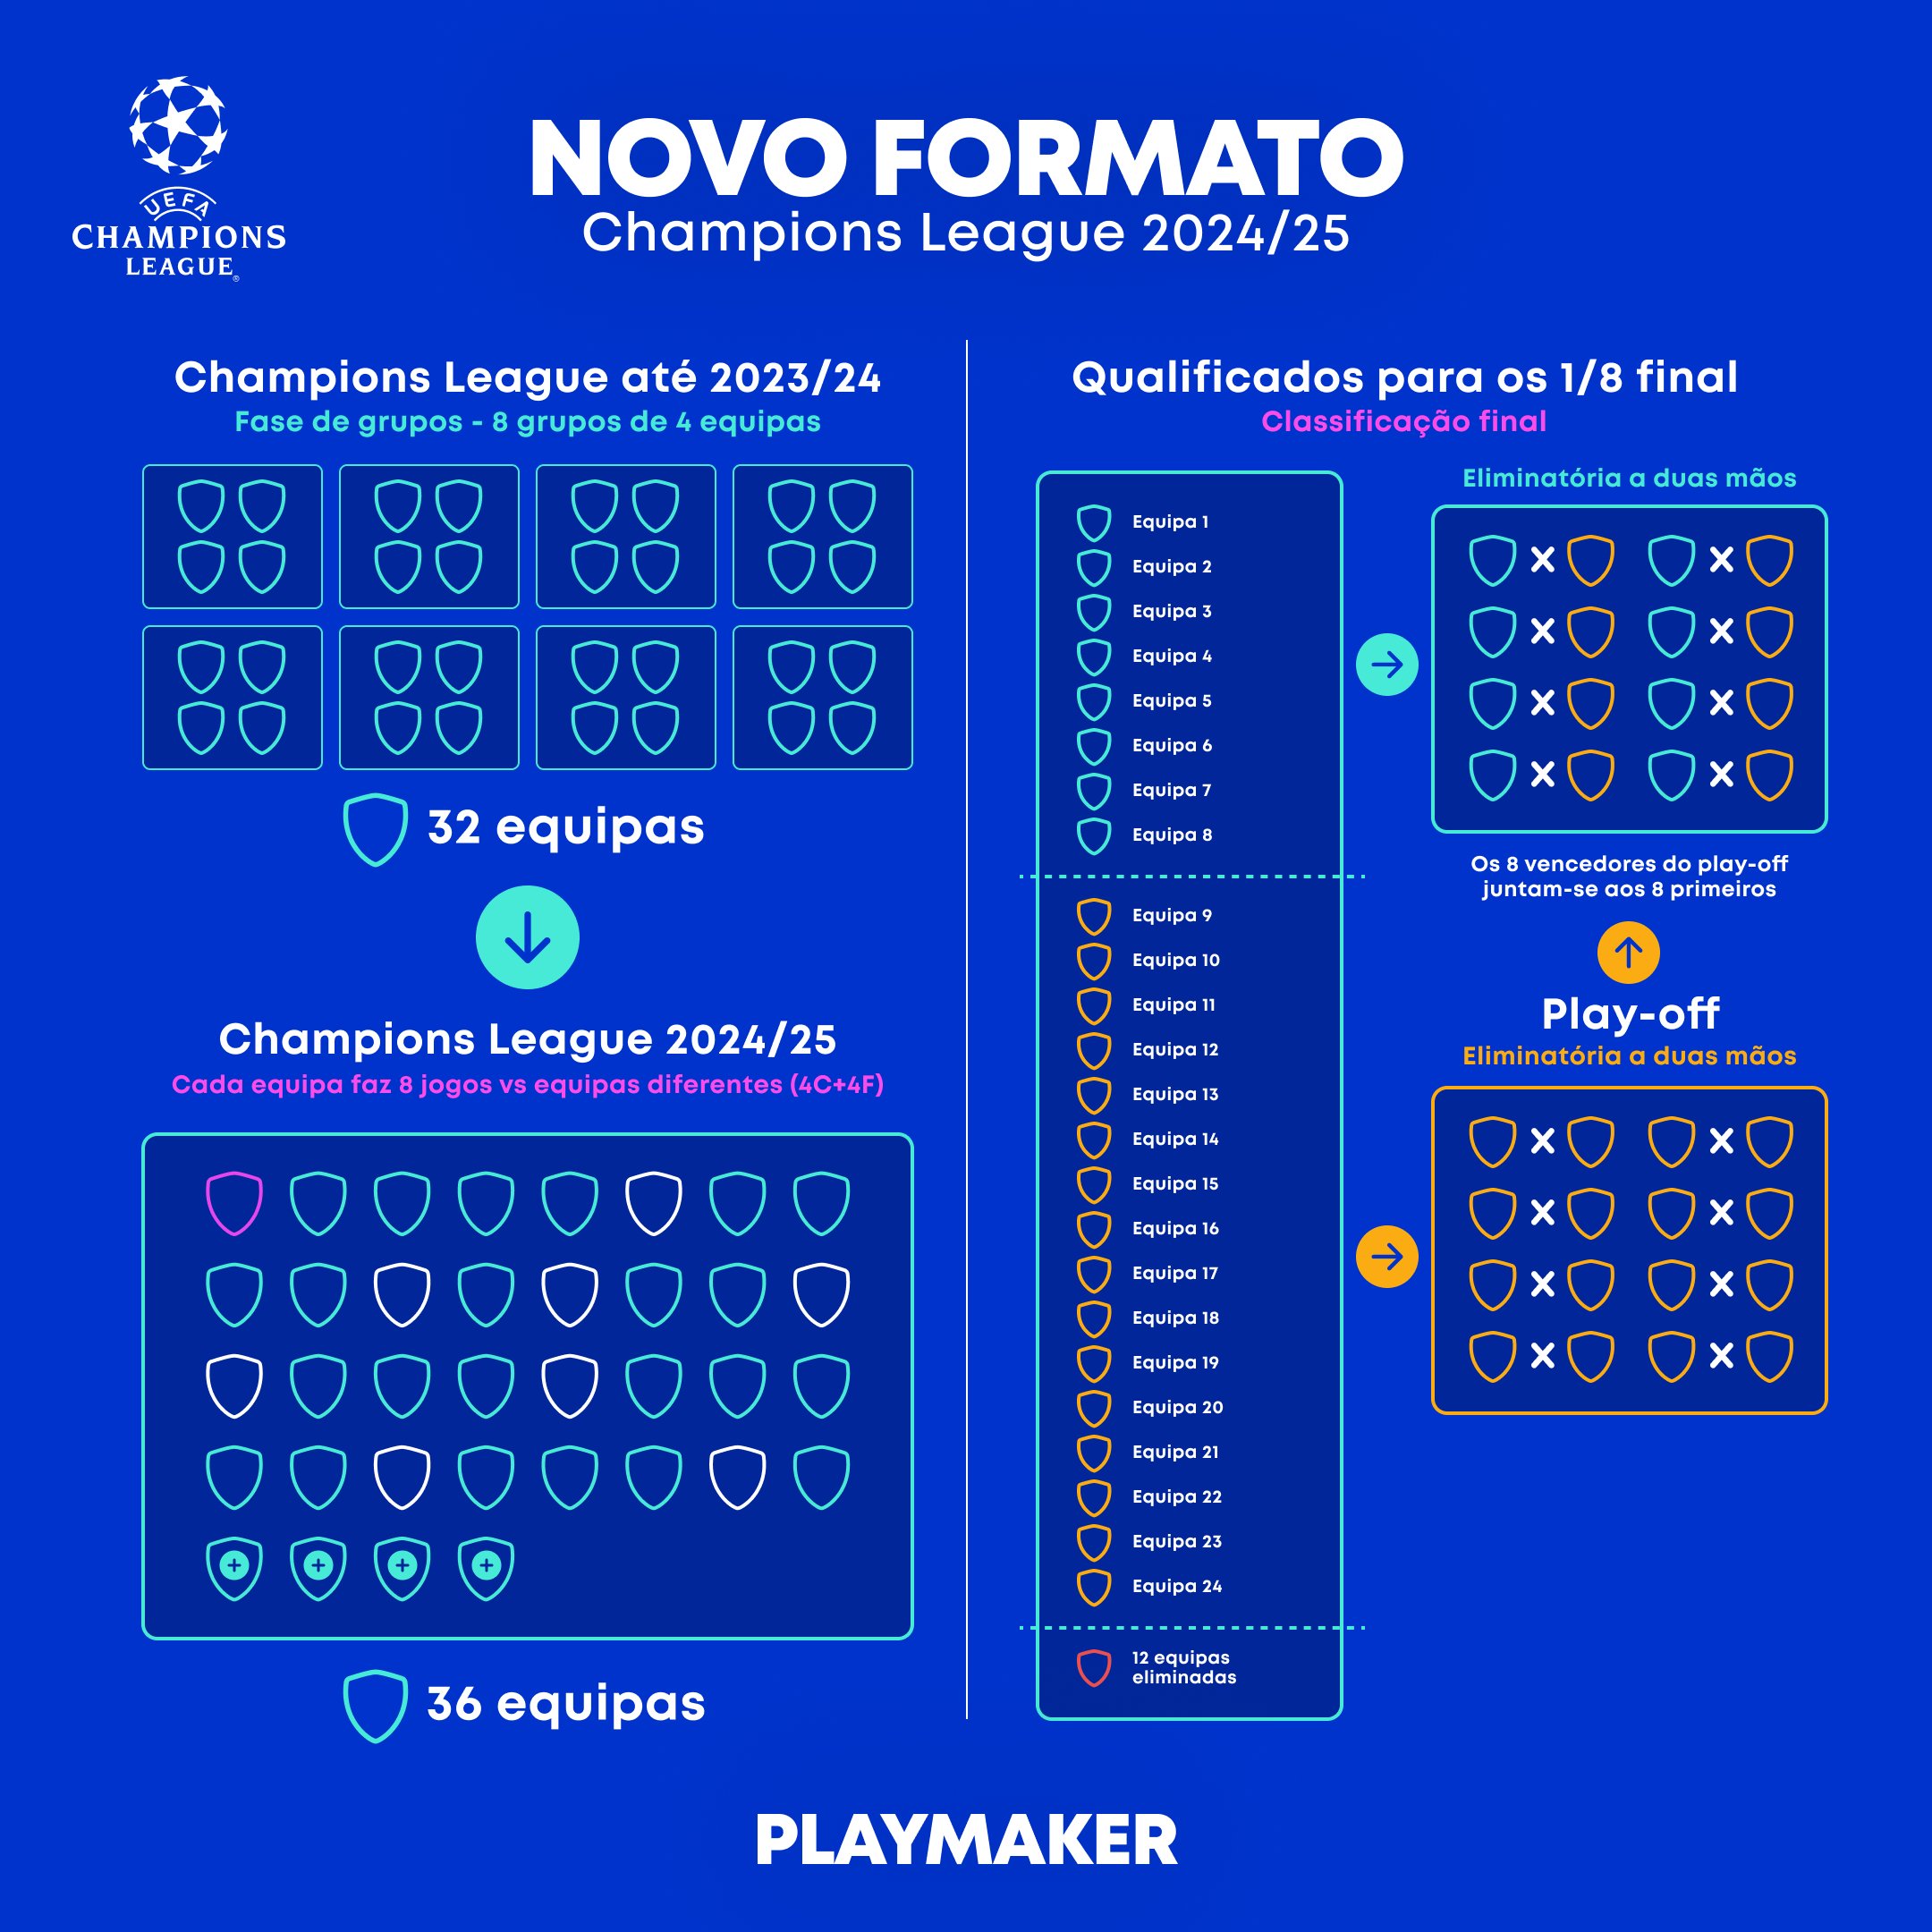 UEFA
CHAMPIONS
LEAGUE®
NOVO FORMATO
Champions League 2024/25
Champions League até 2023/24
Fase de grupos - 8 grupos de 4 equipas
32 equipas
Champions League 2024/25
Cada equipa faz 8 jogos vs equipas diferentes (4C+4F)
+ + + +
36 equipas
Qualificados para os 1/8 final
Classificação final
Equipa 1
Equipa 2
Equipa 3
Equipa 4
Equipa 5
Equipa 6
Equipa 7
Equipa 8
Equipa 9
Equipa 10
Equipa 11
Equipa 12
Equipa 13
Equipa 14
Equipa 15
Equipa 16
Equipa 17
Equipa 18
Equipa 19
Equipa 20
Equipa 21
Equipa 22
Equipa 23
Equipa 24
12 equipas
eliminadas
Eliminatória a duas mãos
X X
X X
X X
X X
Os 8 vencedores do play-off
juntam-se aos 8 primeiros
Play-off
Eliminatória a duas mãos
X X
X X
X X
X X
PLAYMAKER